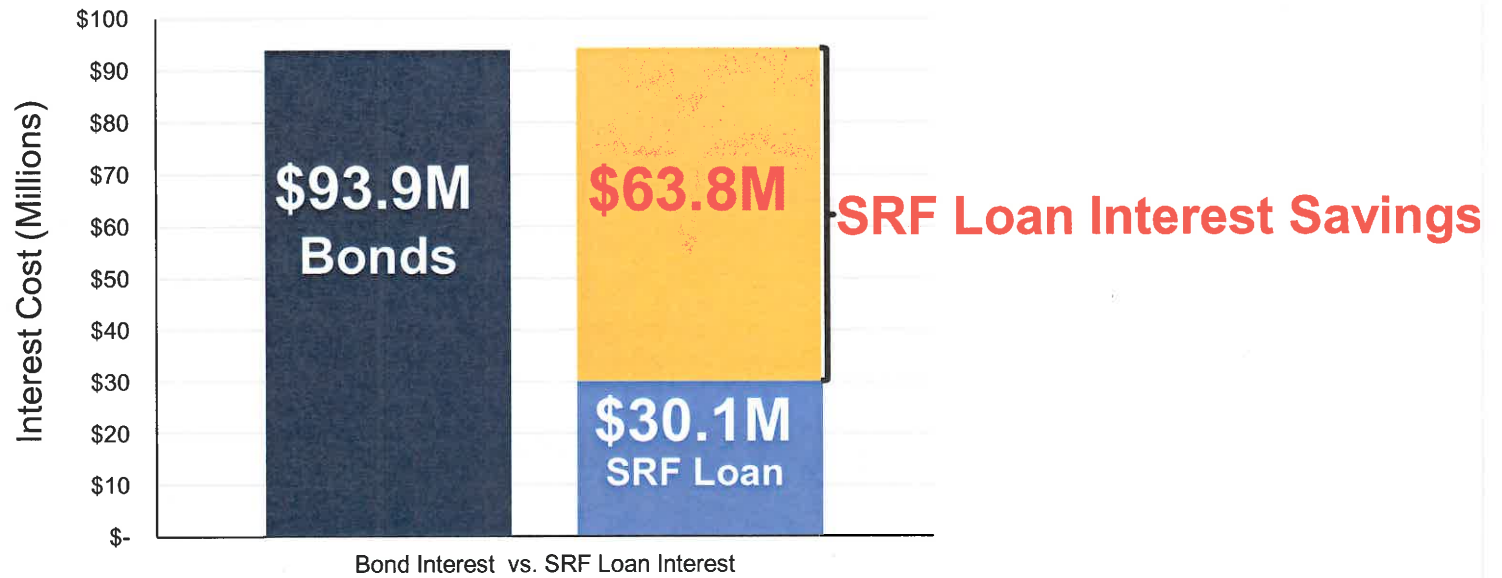 Interest Cost (Millions)
$100
$90
$80
$70
$60
$50
$40
$30
$20
$10
$-
$93.9M
Bonds
$63.8M
SRF Loan Interest Savings
$30.1M
SRF Loan
Bond Interest vs. SRF Loan Interest